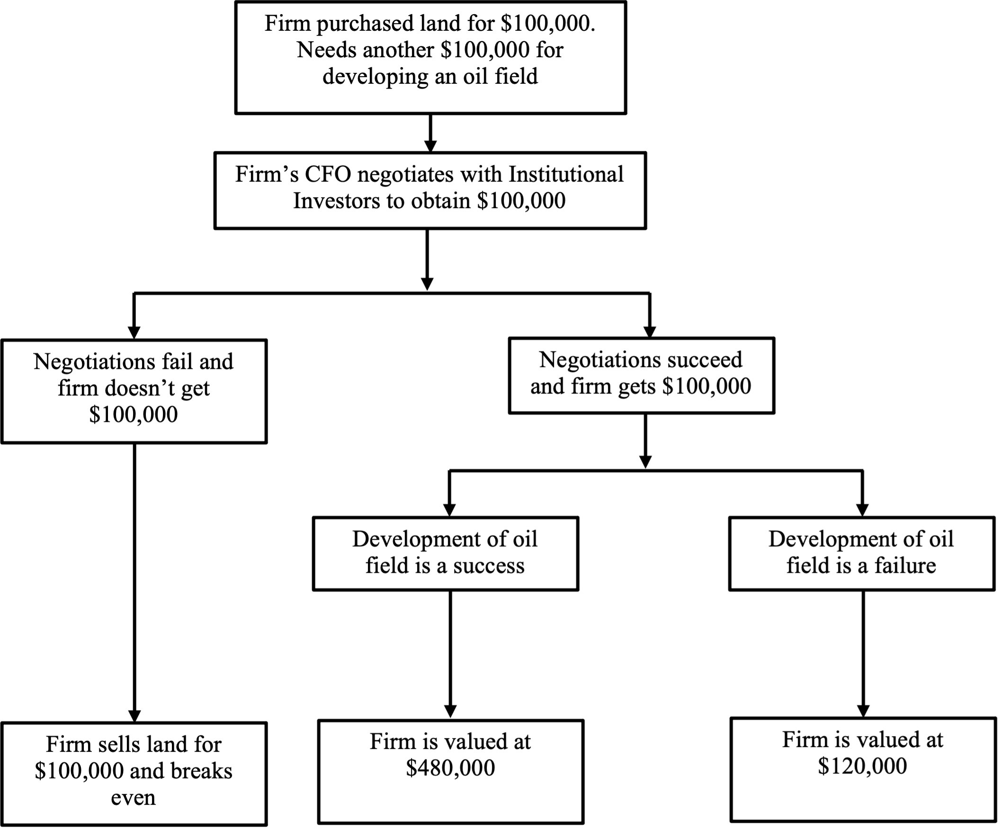 Firm purchased land for $100,000.
Needs another $100,000 for
developing an oil field
Firm’s CFO negotiates with Institutional
Investors to obtain $100,000
Negotiations fail and
firm doesn’t get
$100,000
Negotiations succeed
and firm gets $100,000
Development of oil
field is a success
Development of oil
field is a failure
Firm sells land for
$100,000 and breaks
even
Firm is valued at
$480,000
Firm is valued at
$120,000